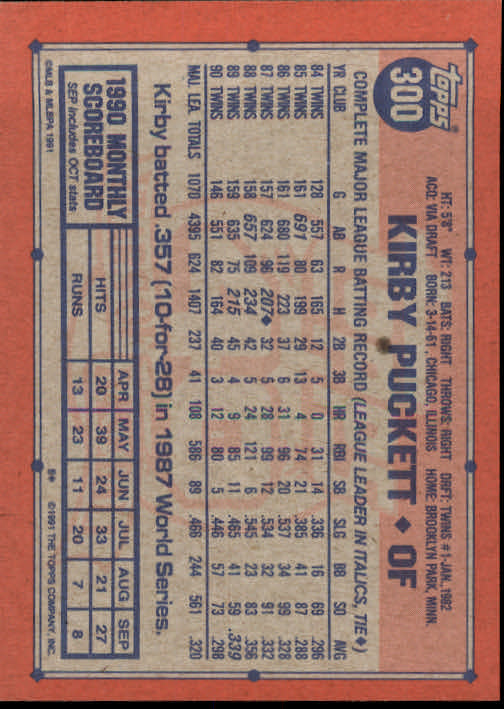 TOPPS
300
HT: 5'8" WT: 213 BATS: RIGHT THROWS: RIGHT DRFT: TWINS #1-JAN, 1982
ACQ: VIA DRAFT BORN: 3-14-61, CHICAGO, ILLINOIS HOME: BROOKLYN PARK, MINN.
KIRBY PUCKETT ◆ OF
COMPLETE MAJOR LEAGUE BATTING RECORD (LEAGUE LEADER IN ITALICS, TIE◆)
YR CLUB G AB R H 2B 3B HR RBI SB SLG BB SO AVG
84 TWINS 128 557 63 165 12 5 0 31 14 .336 16 69 .296
85 TWINS 161 691 80 199 29 13 4 74 21 .385 41 87 .288
86 TWINS 161 680 119 223 37 6 31 96 20 .537 34 99 .328
87 TWINS 157 624 96 207◆ 32 5 28 99 12 .534 32 91 .332
88 TWINS 158 657 109 234 42 5 24 121 6 .545 23 83 .356
89 TWINS 159 635 75 215 45 4 9 85 11 .465 41 59 .339
90 TWINS 146 551 82 164 40 3 12 80 5 .446 57 73 .298
MAJ. LEA. TOTALS 1070 4395 624 1407 237 41 108 586 89 .466 244 561 .320
Kirby batted .357 (10-for-28) in 1987 World Series.
1990 MONTHLY
SCOREBOARD
SEP includes OCT stats
APR MAY JUN JUL AUG SEP
HITS 20 39 24 33 21 27
RUNS 13 23 11 20 7 8
©MLB & MLBPA 1991
©1991 THE TOPPS COMPANY, INC.